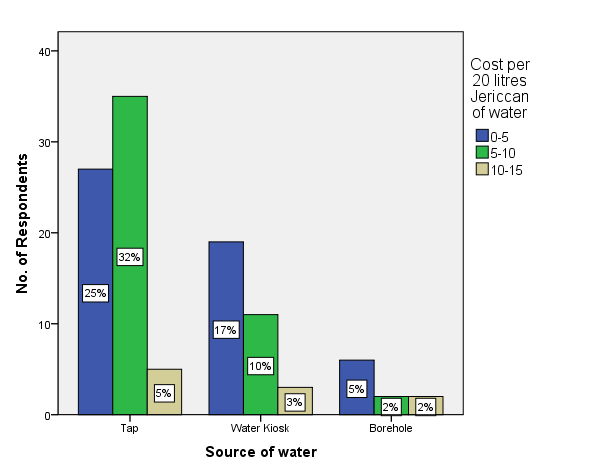 40
30
20
10
0
No. of Respondents
25%
32%
5%
17%
10%
3%
5%
2%
2%
Tap
Water Kiosk
Borehole
Source of water
Cost per
20 litres
Jericcan
of water
0-5
5-10
10-15